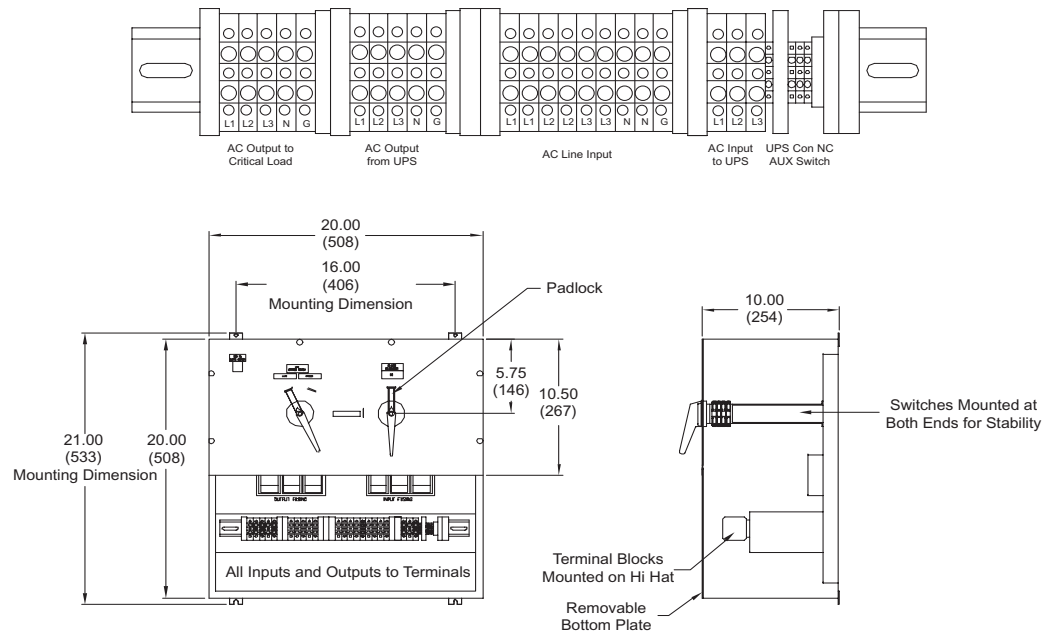 L1 L2 L3 N G
L1 L2 L3 N G
L1 L1 L2 L2 L3 L3 N N G
L1 L2 L3
AC Output to
Critical Load
AC Output
from UPS
AC Line Input
AC Input
to UPS
UPS Con NC
AUX Switch
20.00
(508)
16.00
(406)
Mounting Dimension
Padlock
10.00
(254)
5.75
(146)
10.50
(267)
21.00
(533)
Mounting Dimension
20.00
(508)
Switches Mounted at
Both Ends for Stability
OUTPUT FUSING
INPUT FUSING
All Inputs and Outputs to Terminals
Terminal Blocks
Mounted on Hi Hat
Removable
Bottom Plate